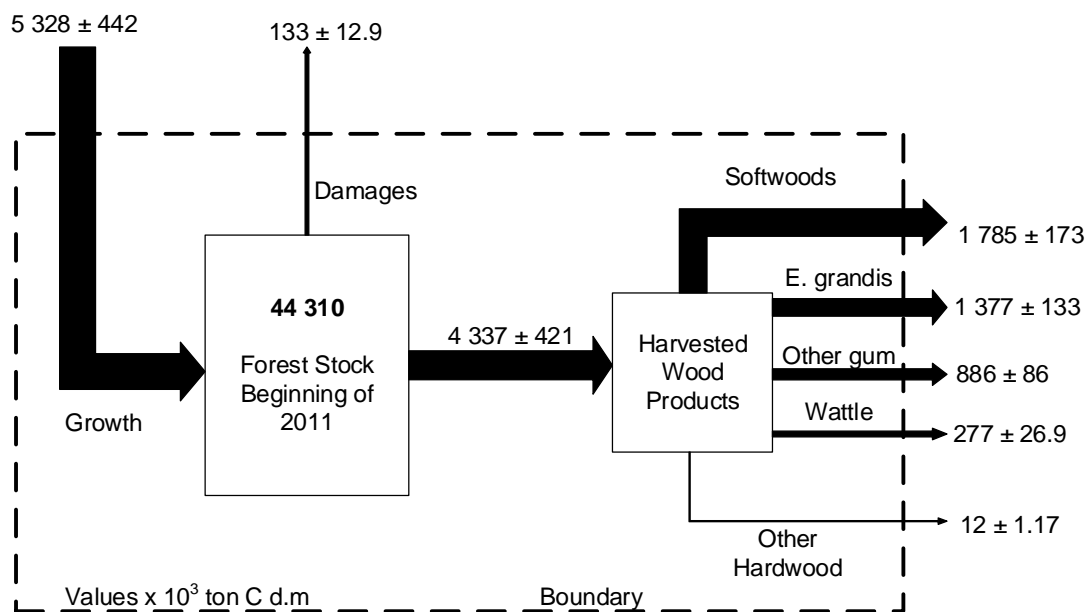 5 328 ± 442
133 ± 12.9
Damages
Softwoods
1 785 ± 173
44 310
Forest Stock
Beginning of
2011
Growth
4 337 ± 421
Harvested
Wood
Products
E. grandis
1 377 ± 133
Other gum
886 ± 86
Wattle
277 ± 26.9
Other
Hardwood
12 ± 1.17
Values x 10³ ton C d.m
Boundary